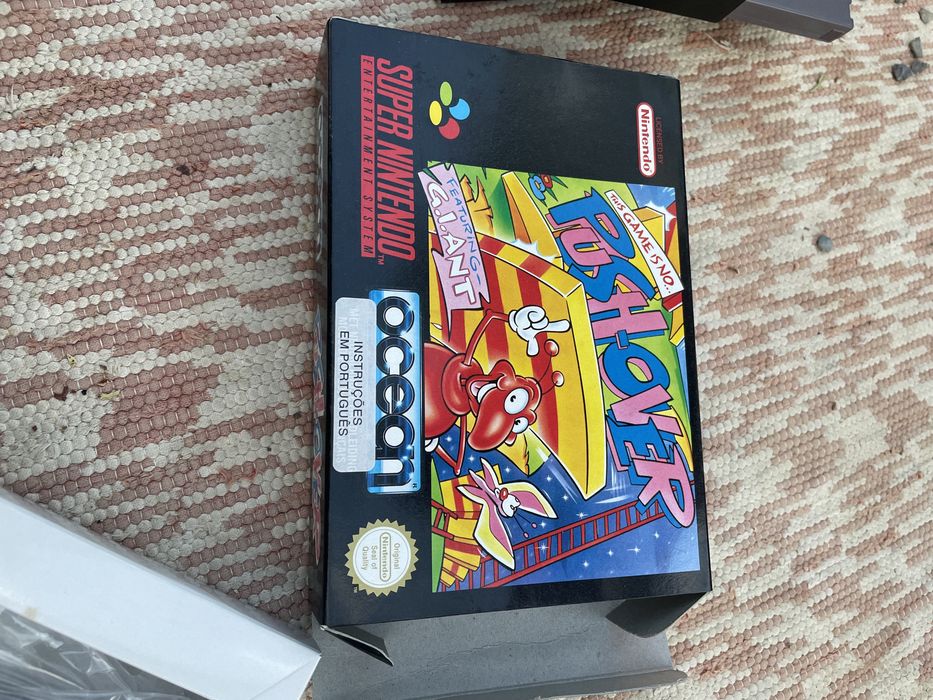 LICENSED BY
Nintendo
THIS GAME IS NO...
PUSH-OVER
FEATURING
G.I. ANT
SUPER NINTENDO™
ENTERTAINMENT SYSTEM
ocean
INSTRUÇÕES
EM PORTUGUÊS
Original
Nintendo
Seal of
Quality